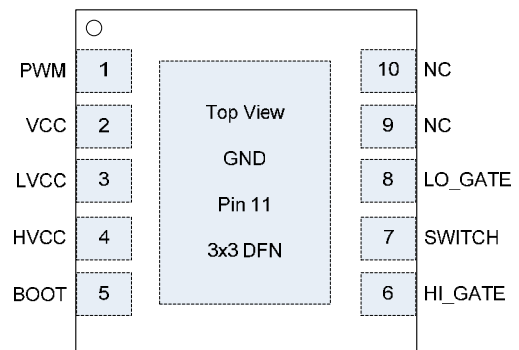 PWM 1 10 NC
VCC 2 Top View 9 NC
LVCC 3 GND 8 LO_GATE
HVCC 4 Pin 11 7 SWITCH
BOOT 5 3x3 DFN 6 HI_GATE